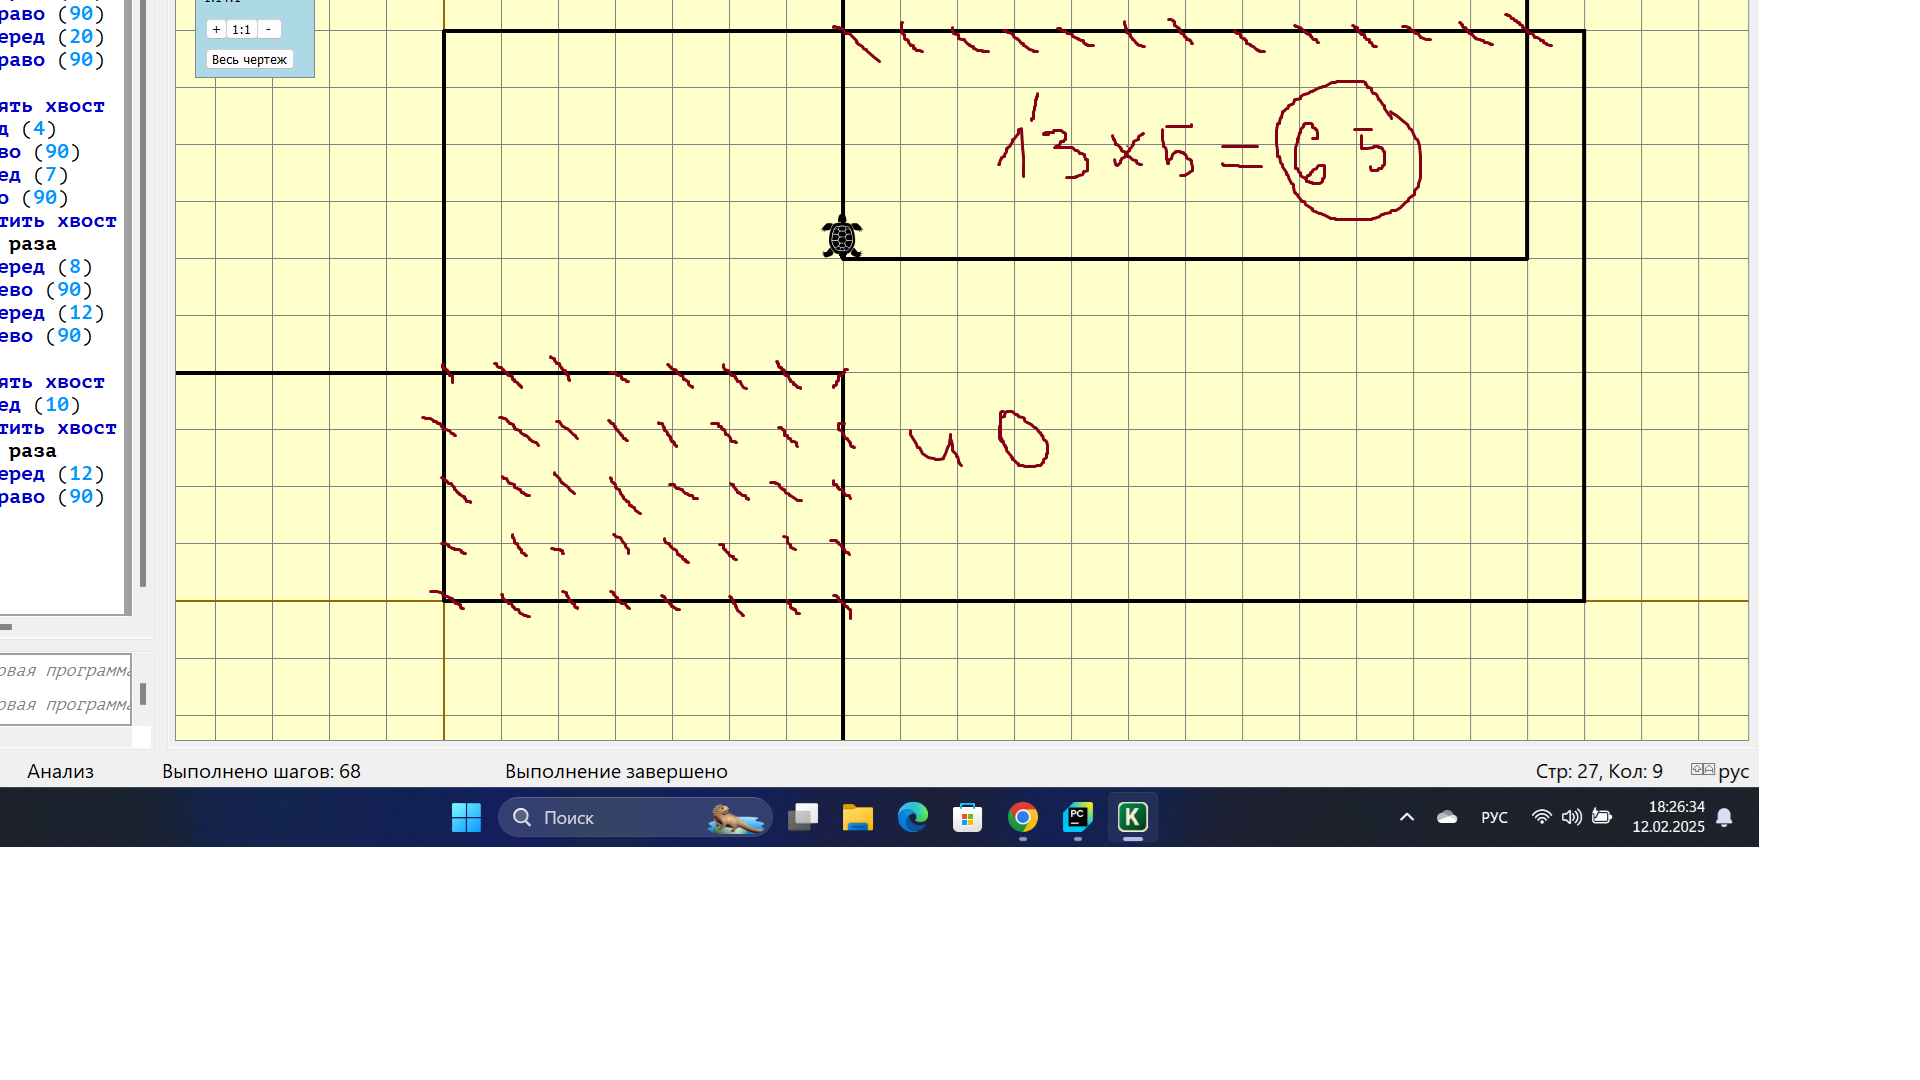 раво (90)
еред (20)
раво (90)
ять хвост
д (4)
во (90)
ед (7)
о (90)
тить хвост
раза
еред (8)
ево (90)
еред (12)
ево (90)
ять хвост
ед (10)
тить хвост
раза
еред (12)
раво (90)
+ 1:1 -
Весь чертеж
13 x 5 = 65
и 0
овая программа
овая программа
Анализ
Выполнено шагов: 68
Выполнение завершено
Стр: 27, Кол: 9
рус
Поиск
PC
K
РУС
18:26:34
12.02.2025